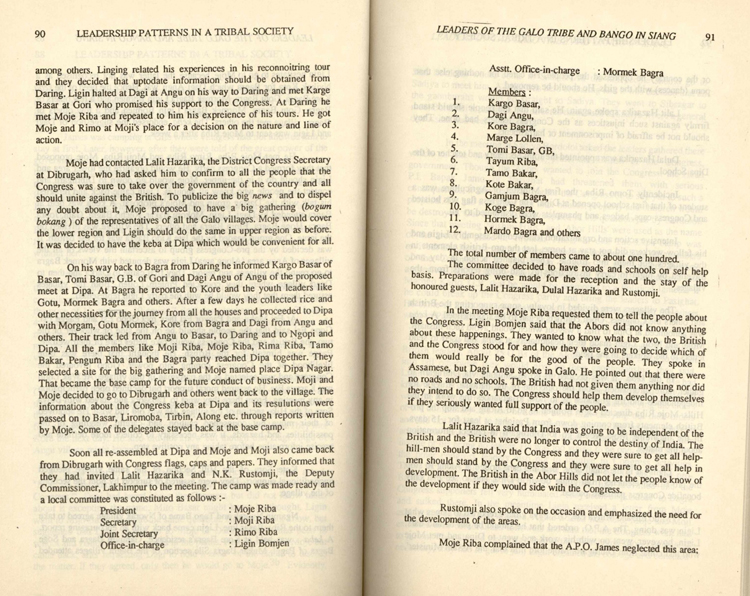 90 LEADERSHIP PATTERNS IN A TRIBAL SOCIETY
among others. Linging related his experiences in his reconnoitring tour
and they decided that uptodate information should be obtained from
Daring. Ligin halted at Dagi at Angu on his way to Daring and met Karge
Basar at Gori who promised his support to the Congress. At Daring he
met Moje Riba and repeated to him his expreience of his tours. He got
Moje and Rimo at Moji's place for a decision on the nature and line of
action.
Moje had contacted Lalit Hazarika, the District Congress Secretary
at Dibrugarh, who had asked him to confirm to all the people that the
Congress was sure to take over the government of the country and all
should unite against the British. To publicize the big news and to dispel
any doubt about it, Moje proposed to have a big gathering (bogum
bokang ) of the representatives of all the Galo villages. Moje would cover
the lower region and Ligin should do the same in upper region as before.
It was decided to have the keba at Dipa which would be convenient for all.
On his way back to Bagra from Daring he informed Kargo Basar of
Basar, Tomi Basar, G.B. of Gori and Dagi Angu of Angu of the proposed
meet at Dipa. At Bagra he reported to Kore and the youth leaders like
Gotu, Mormek Bagra and others. After a few days he collected rice and
other necessities for the journey from all the houses and proceeded to Dipa
with Morgam, Gotu Mormek, Kore from Bagra and Dagi from Angu and
others. Their track led from Angu to Basar, to Daring and to Ngopi and
Dipa. All the members like Moji Riba, Moje Riba, Rima Riba, Tamo
Bakar, Pengum Riba and the Bagra party reached Dipa together. They
selected a site for the big gathering and Moje named place Dipa Nagar.
That became the base camp for the future conduct of business. Moji and
Moje decided to go to Dibrugarh and others went back to the village. The
information about the Congress keba at Dipa and its resulutions were
passed on to Basar, Liromoba, Tirbin, Along etc. through reports written
by Moje. Some of the delegates stayed back at the base camp.
Soon all re-assembled at Dipa and Moje and Moji also came back
from Dibrugarh with Congress flags, caps and papers. They informed that
they had invited Lalit Hazarika and N.K. Rustomji, the Deputy
Commissioner, Lakhimpur to the meeting. The camp was made ready and
a local committee was constituted as follows :-
President : Moje Riba
Secretary : Moji Riba
Joint Secretary : Rimo Riba
Office-in-charge : Ligin Bomjen
LEADERS OF THE GALO TRIBE AND BANGO IN SIANG 91
Asstt. Office-in-charge : Mormek Bagra
Members :
1. Kargo Basar,
2. Dagi Angu,
3. Kore Bagra,
4. Marge Lollen,
5. Tomi Basar, GB,
6. Tayum Riba,
7. Tamo Bakar,
8. Kote Bakar,
9. Gamjum Bagra,
10. Koge Bagra,
11. Hormek Bagra,
12. Mardo Bagra and others
The total number of members came to about one hundred.
The committee decided to have roads and schools on self help
basis. Preparations were made for the reception and the stay of the
honoured guests, Lalit Hazarika, Dulal Hazarika and Rustomji.
In the meeting Moje Riba requested them to tell the people about
the Congress. Ligin Bomjen said that the Abors did not know anything
about these happenings. They wanted to know what the two, the British
and the Congress stood for and how they were going to decide which of
them would really be for the good of the people. They spoke in
Assamese, but Dagi Angu spoke in Galo. He pointed out that there were
no roads and no schools. The British had not given them anything nor did
they intend to do so. The Congress should help them develop themselves
if they seriously wanted full support of the people.
Lalit Hazarika said that India was going to be independent of the
British and the British were no longer to control the destiny of India. The
hill-men should stand by the Congress and they were sure to get all help-
men should stand by the Congress and they were sure to get all help in
development. The British in the Abor Hills did not let the people know of
the development if they would side with the Congress.
Rustomji also spoke on the occasion and emphasized the need for
the development of the areas.
Moje Riba complained that the A.P.O. James neglected this area;